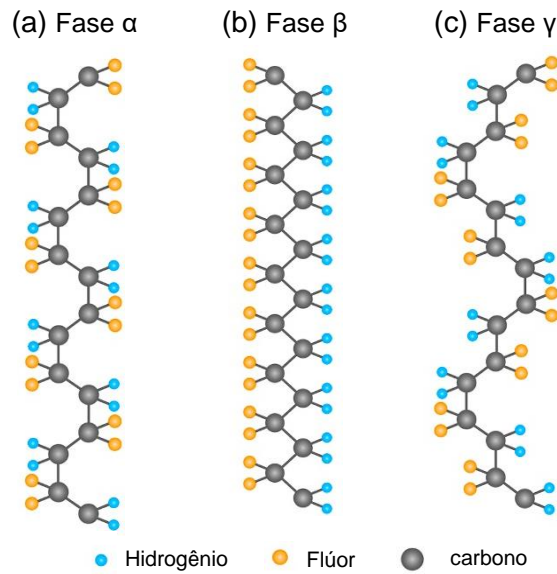 (a) Fase α (b) Fase β (c) Fase γ
Hidrogênio Flúor carbono